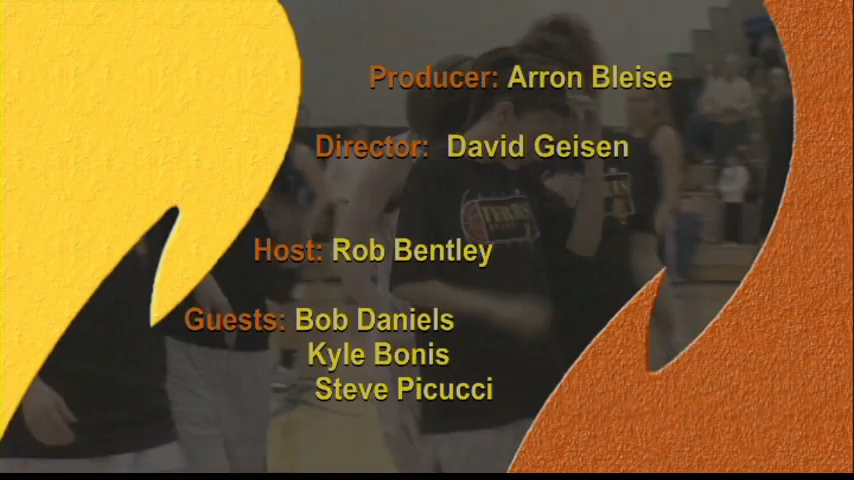 Producer: Arron Bleise
Director: David Geisen
Host: Rob Bentley
Guests: Bob Daniels
Kyle Bonis
Steve Picucci